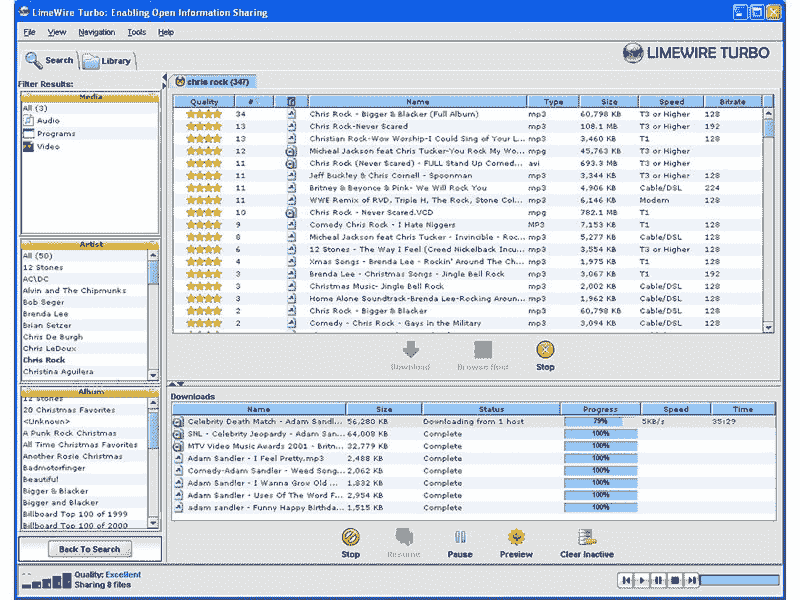 LimeWire Turbo: Enabling Open Information Sharing
File View Navigation Tools Help
Search Library
LIMEWIRE TURBO
Filter Results:
chris rock (347)
Media
All (3)
Audio
Programs
Video
Artist
All (50)
12 Stones
AC\DC
Alvin and The Chipmunks
Bob Seger
Brenda Lee
Brian Setzer
Chris De Burgh
Chris LeDoux
Chris Rock
Christina Aguilera
Album
12 Stones
20 Christmas Favorites
<Unknown>
A Punk Rock Christmas
All Time Christmas Favorites
Another Rosie Christmas
Badmotorfinger
Beautiful
Bigger & Blacker
Bigger and Blacker
Billboard Top 100 of 1999
Billboard Top 100 of 2000
Back To Search
Quality # Name Type Size Speed Bitrate
34 Chris Rock - Bigger & Blacker (Full Album) mp3 60,798 KB T3 or Higher 128
13 Chris Rock-Never Scared mp3 108.1 MB T3 or Higher 192
13 Christian Rock-Wow Worship-I Could Sing of Your L... mp3 3,460 KB T1 128
12 Micheal Jackson feat Chris Tucker-You Rock My Wo... mpg 45,763 KB T3 or Higher
11 Chris Rock (Never Scared) - FULL Stand Up Comed... avi 693.3 MB T3 or Higher
11 Jeff Buckley & Chris Cornell - Spoonman mp3 3,344 KB T3 or Higher 128
11 Britney & Beyonce & Pink- We Will Rock You mp3 4,906 KB Cable/DSL 224
11 WWE Remix of RVD, Triple H, The Rock, Stone Col... mp3 6,146 KB Modem 128
10 Chris Rock - Never Scared.VCD mpg 782.1 MB T1
9 Comedy Chris Rock - I Hate Niggers MP3 7,153 KB T1 128
8 Micheal Jackson feat Chris Tucker - Invincible - Roc... mp3 5,277 KB Cable/DSL 128
6 12 Stones - The Way I Feel (Creed Nickelback Incu... mp3 3,554 KB T3 or Higher 128
4 Xmas Songs - Brenda Lee - Rockin' Around The Ch... mp3 1,975 KB T1 128
3 Brenda Lee - Christmas Songs - Jingle Bell Rock mp3 3,067 KB T1 192
3 Christmas Music- Jingle Bell Rock mp3 2,002 KB Cable/DSL 128
3 Home Alone Soundtrack-Brenda Lee-Rocking Aroun... mp3 1,962 KB Cable/DSL 128
2 Chris Rock - Bigger & Blacker mp3 60,798 KB Cable/DSL 128
2 Comedy - Chris Rock - Gays in the Military mp3 3,094 KB Cable/DSL 128
Download Browse Host Stop
Downloads
Name Size Status Progress Speed Time
Celebrity Death Match - Adam Sandl... 56,280 KB Downloading from 1 host 79% 5KB/s 35:29
SNL - Celebrity Jeopardy - Adam San... 64,008 KB Complete 100%
MTV Video Music Awards 2001 - Britn... 32,779 KB Complete 100%
Adam Sandler - I Feel Pretty.mp3 2,488 KB Complete 100%
Comedy-Adam Sandler - Weed Song... 2,062 KB Complete 100%
Adam Sandler - I Wanna Grow Old ... 1,832 KB Complete 100%
Adam Sandler - Uses Of The Word F... 2,954 KB Complete 100%
adam sandler - Funny Happy Birthda... 1,515 KB Complete 100%
Stop Resume Pause Preview Clear Inactive
Quality: Excellent
Sharing 8 files